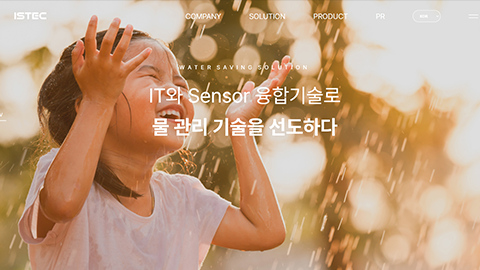 ISTEC
COMPANY SOLUTION PRODUCT PR
WATER SAVING SOLUTION
IT와 Sensor 융합기술로
물 관리 기술을 선도하다